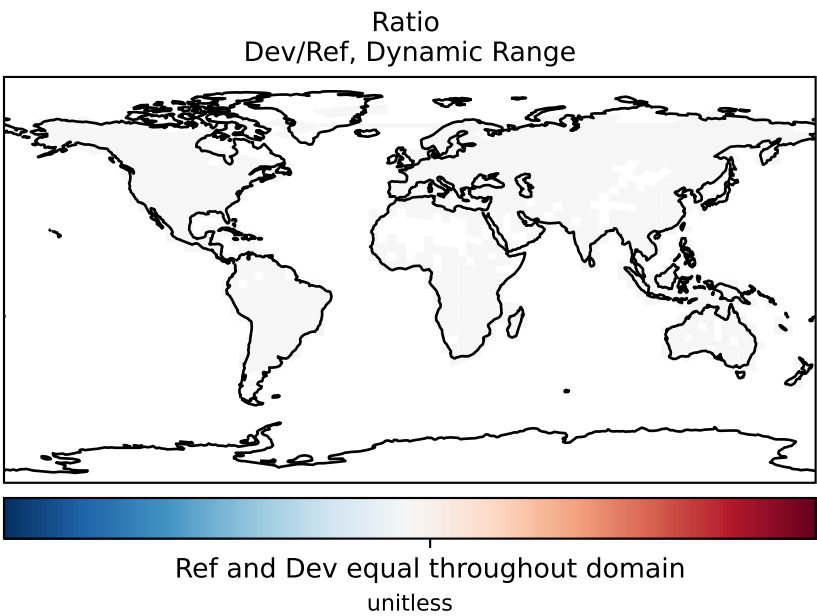 Ratio
Dev/Ref, Dynamic Range
Ref and Dev equal throughout domain
unitless